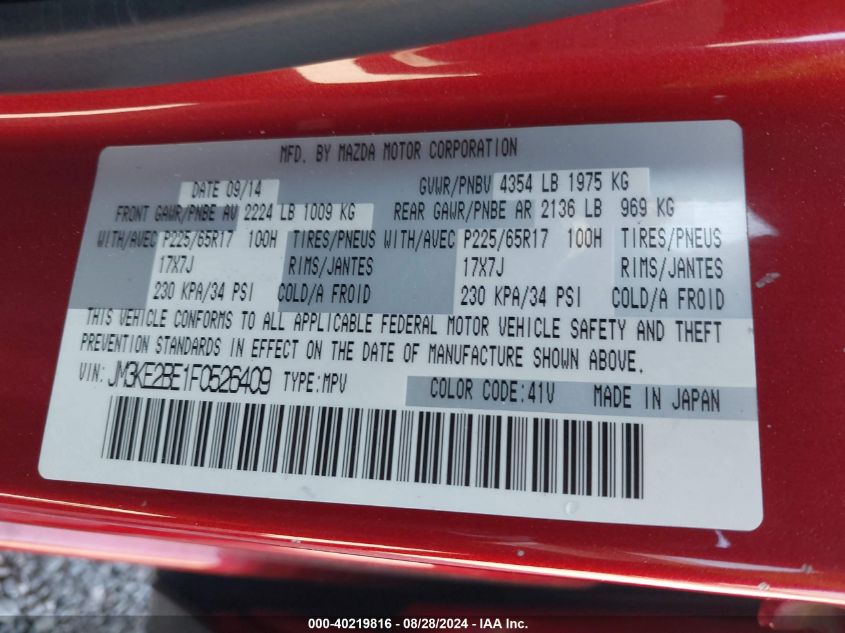 MFD. BY MAZDA MOTOR CORPORATION
DATE 09/14 GVWR/PNBV 4354 LB 1975 KG
FRONT GAWR/PNBE AV 2224 LB 1009 KG REAR GAWR/PNBE AR 2136 LB 969 KG
WITH/AVEC P225/65R17 100H TIRES/PNEUS WITH/AVEC P225/65R17 100H TIRES/PNEUS
17X7J RIMS/JANTES 17X7J RIMS/JANTES
230 KPA/34 PSI COLD/A FROID 230 KPA/34 PSI COLD/A FROID
THIS VEHICLE CONFORMS TO ALL APPLICABLE FEDERAL MOTOR VEHICLE SAFETY AND THEFT
PREVENTION STANDARDS IN EFFECT ON THE DATE OF MANUFACTURE SHOWN ABOVE.
VIN: JM3KE2BE1F0526409 TYPE:MPV COLOR CODE:41V MADE IN JAPAN
000-40219816 - 08/28/2024 - IAA Inc.